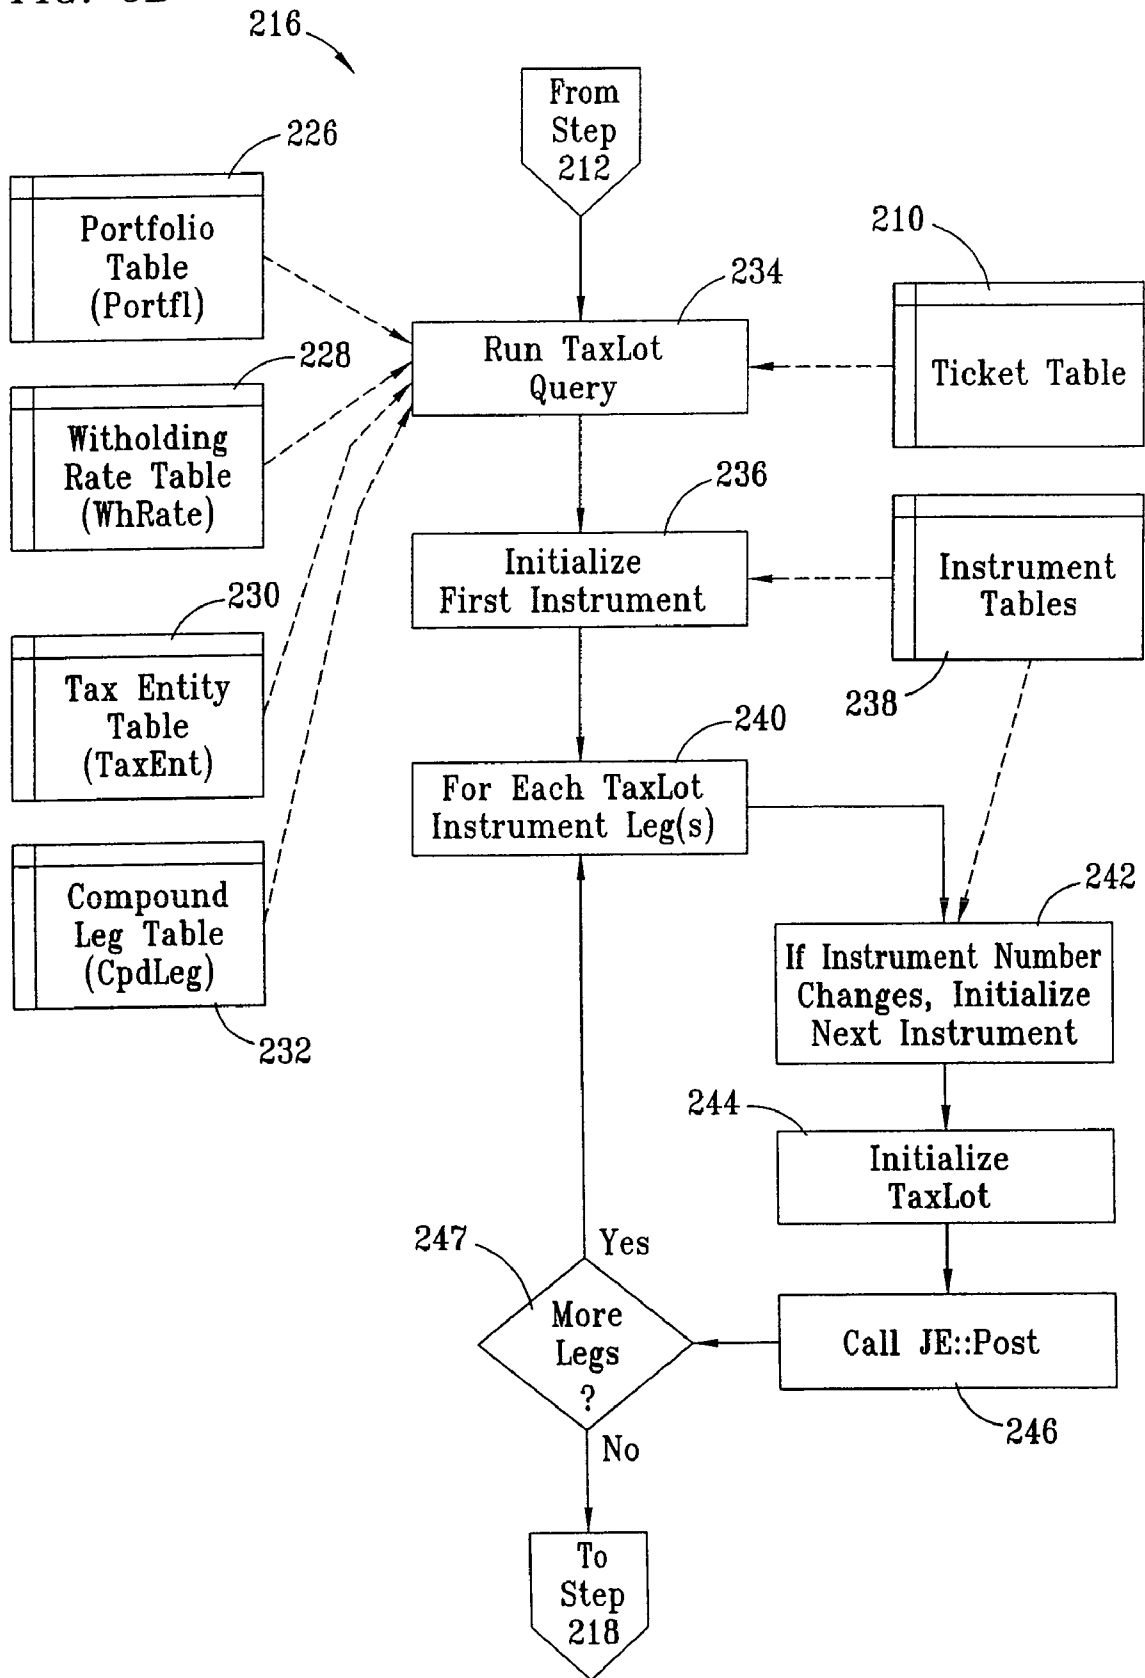 216
From
Step
212
226
Portfolio
Table
(Portfl)
210
234
Run TaxLot
Query
Ticket Table
228
Witholding
Rate Table
(WhRate)
236
Initialize
First Instrument
Instrument
Tables
238
230
Tax Entity
Table
(TaxEnt)
240
For Each TaxLot
Instrument Leg(s)
242
If Instrument Number
Changes, Initialize
Next Instrument
Compound
Leg Table
(CpdLeg)
232
244
Initialize
TaxLot
247
Yes
More
Legs
?
Call JE::Post
246
No
To
Step
218